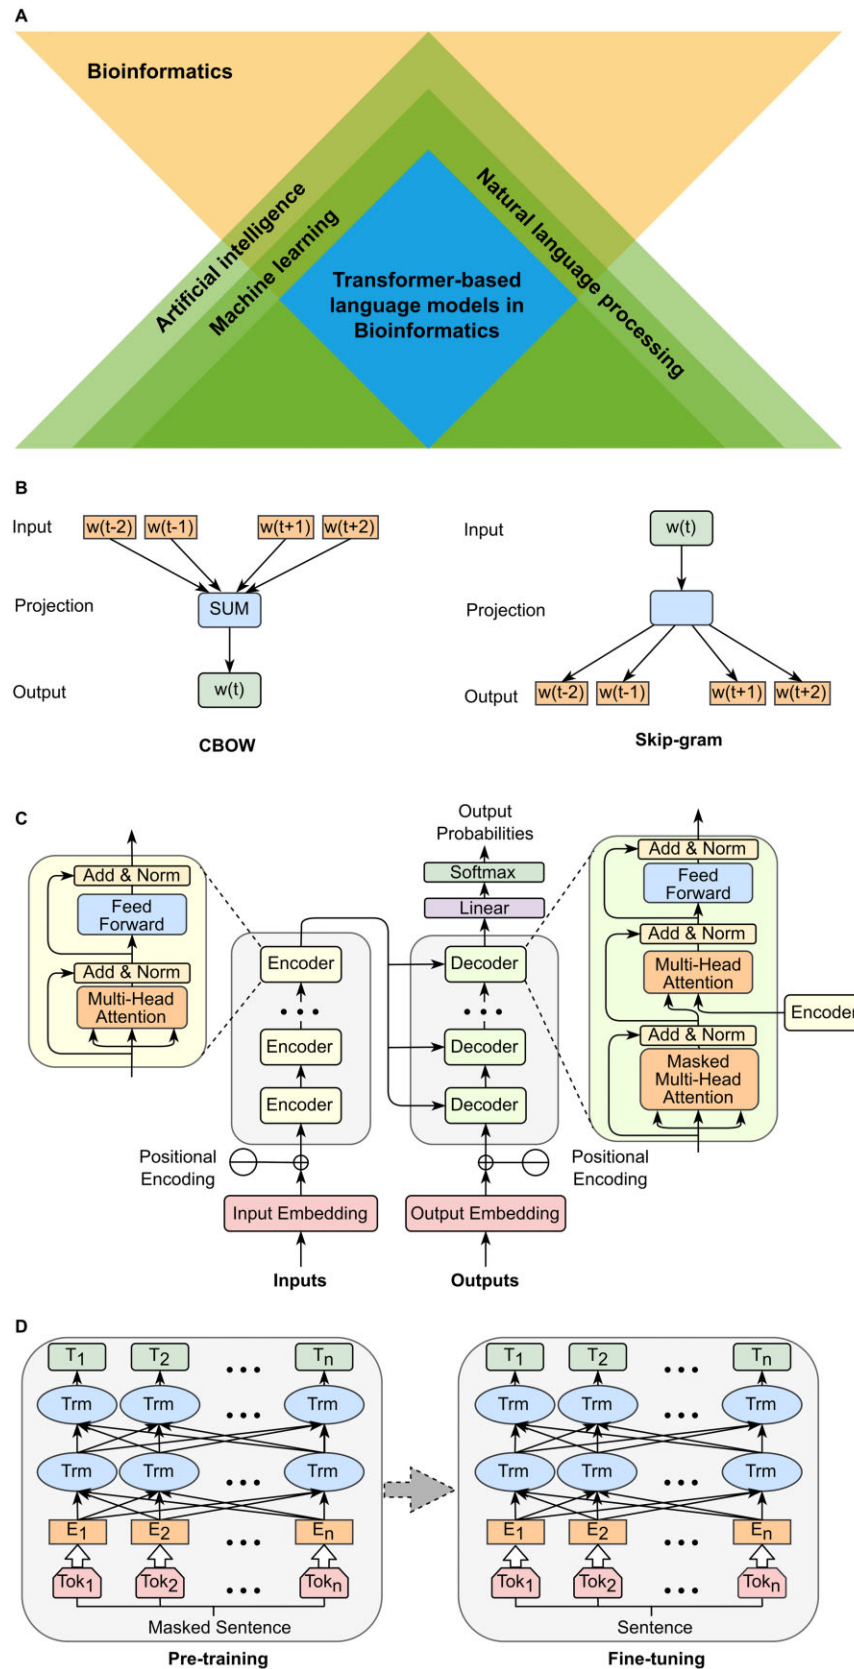 A
Bioinformatics
Artificial intelligence
Machine learning
Natural language processing
Transformer-based
language models in
Bioinformatics
B
Input
w(t-2) w(t-1) w(t+1) w(t+2)
Projection
SUM
Output
w(t)
CBOW
Input
w(t)
Projection
Output
w(t-2) w(t-1) w(t+1) w(t+2)
Skip-gram
C
Add & Norm
Feed
Forward
Add & Norm
Multi-Head
Attention
Encoder
Encoder
Encoder
Positional
Encoding
Input Embedding
Inputs
Output
Probabilities
Softmax
Linear
Decoder
Decoder
Decoder
Positional
Encoding
Output Embedding
Outputs
Add & Norm
Feed
Forward
Add & Norm
Multi-Head
Attention
Encoder
Add & Norm
Masked
Multi-Head
Attention
D
T1 T2 ... Tn
Trm Trm ... Trm
Trm Trm ... Trm
E1 E2 ... En
Tok1 Tok2 ... Tokn
Masked Sentence
Pre-training
T1 T2 ... Tn
Trm Trm ... Trm
Trm Trm ... Trm
E1 E2 ... En
Tok1 Tok2 ... Tokn
Sentence
Fine-tuning